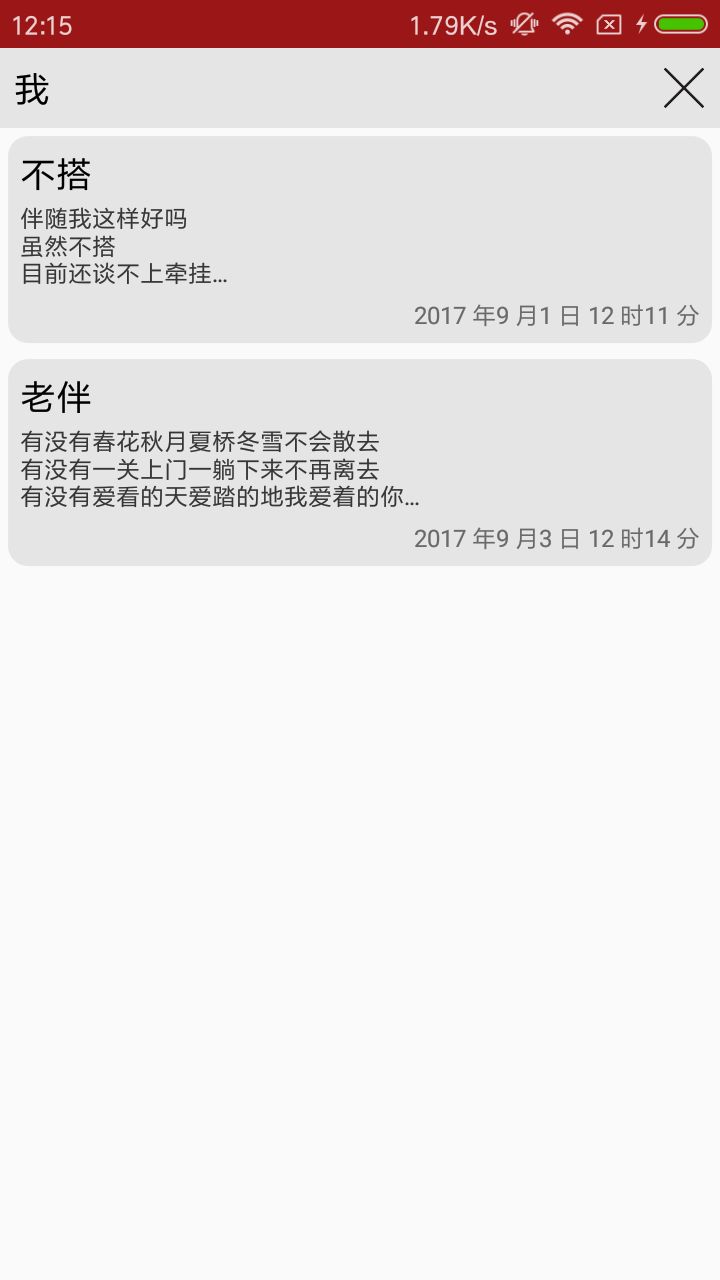 12:15 1.79K/s
我
不搭
伴随我这样好吗
虽然不搭
目前还谈不上牵挂...
2017 年9 月1 日 12 时11 分
老伴
有没有春花秋月夏桥冬雪不会散去
有没有一关上门一躺下来不再离去
有没有爱看的天爱踏的地我爱着的你...
2017 年9 月3 日 12 时14 分